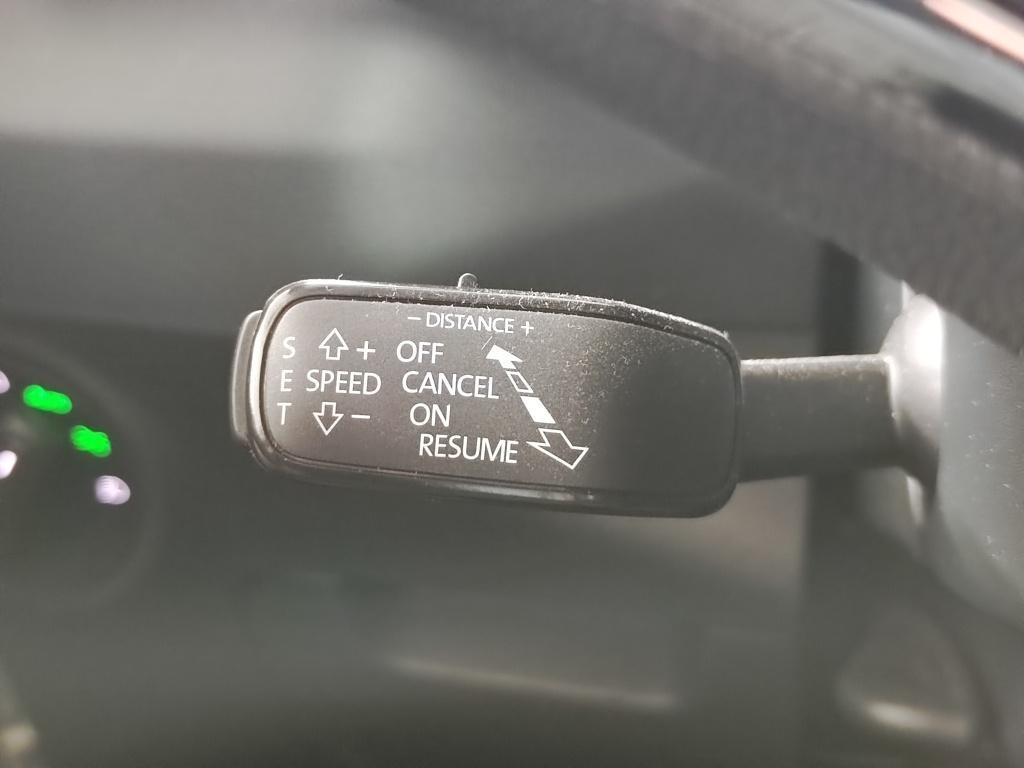 – DISTANCE +
S + OFF
E SPEED CANCEL
T – ON
RESUME